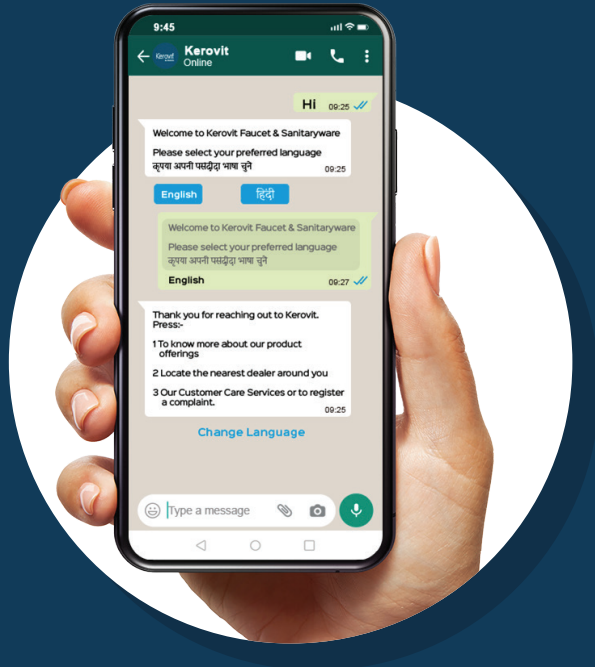 9:45
Kerovit
Kerovit
Online
Hi 09:25
Welcome to Kerovit Faucet & Sanitaryware
Please select your preferred language
कृपया अपनी पसंदीदा भाषा चुने
09:25
English हिंदी
Welcome to Kerovit Faucet & Sanitaryware
Please select your preferred language
कृपया अपनी पसंदीदा भाषा चुने
English 09:27
Thank you for reaching out to Kerovit.
Press:-
1 To know more about our product
offerings
2 Locate the nearest dealer around you
3 Our Customer Care Services or to register
a complaint.
09:25
Change Language
Type a message